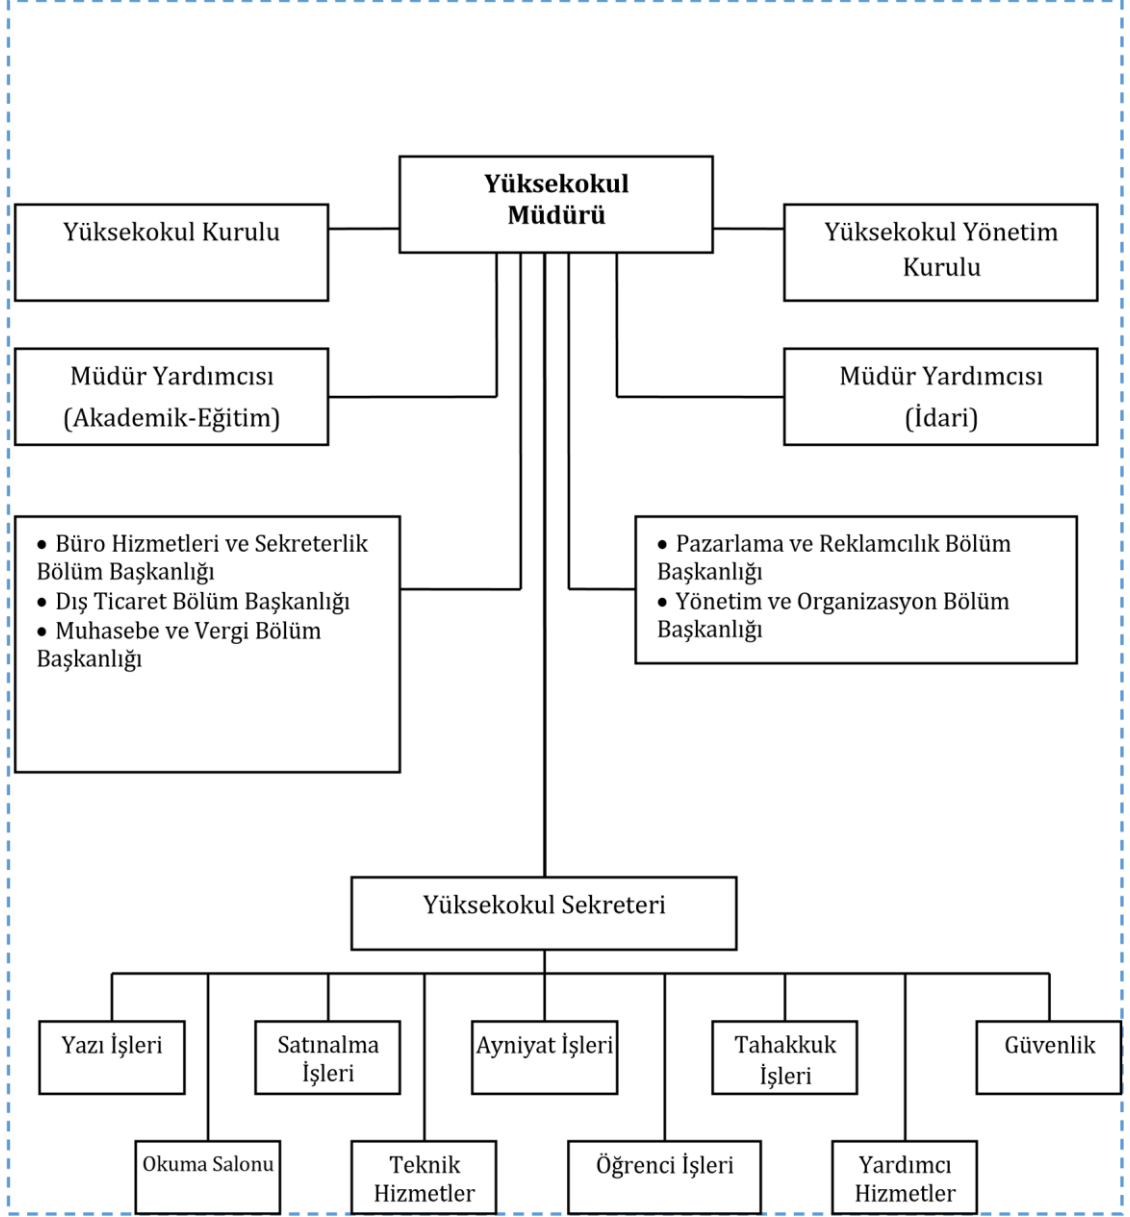 Yüksekokul
Müdürü
Yüksekokul Kurulu
Yüksekokul Yönetim
Kurulu
Müdür Yardımcısı
(Akademik-Eğitim)
Müdür Yardımcısı
(İdari)
• Büro Hizmetleri ve Sekreterlik
Bölüm Başkanlığı
• Dış Ticaret Bölüm Başkanlığı
• Muhasebe ve Vergi Bölüm
Başkanlığı
• Pazarlama ve Reklamcılık Bölüm
Başkanlığı
• Yönetim ve Organizasyon Bölüm
Başkanlığı
Yüksekokul Sekreteri
Yazı İşleri
Satınalma
İşleri
Ayniyat İşleri
Tahakkuk
İşleri
Güvenlik
Okuma Salonu
Teknik
Hizmetler
Öğrenci İşleri
Yardımcı
Hizmetler